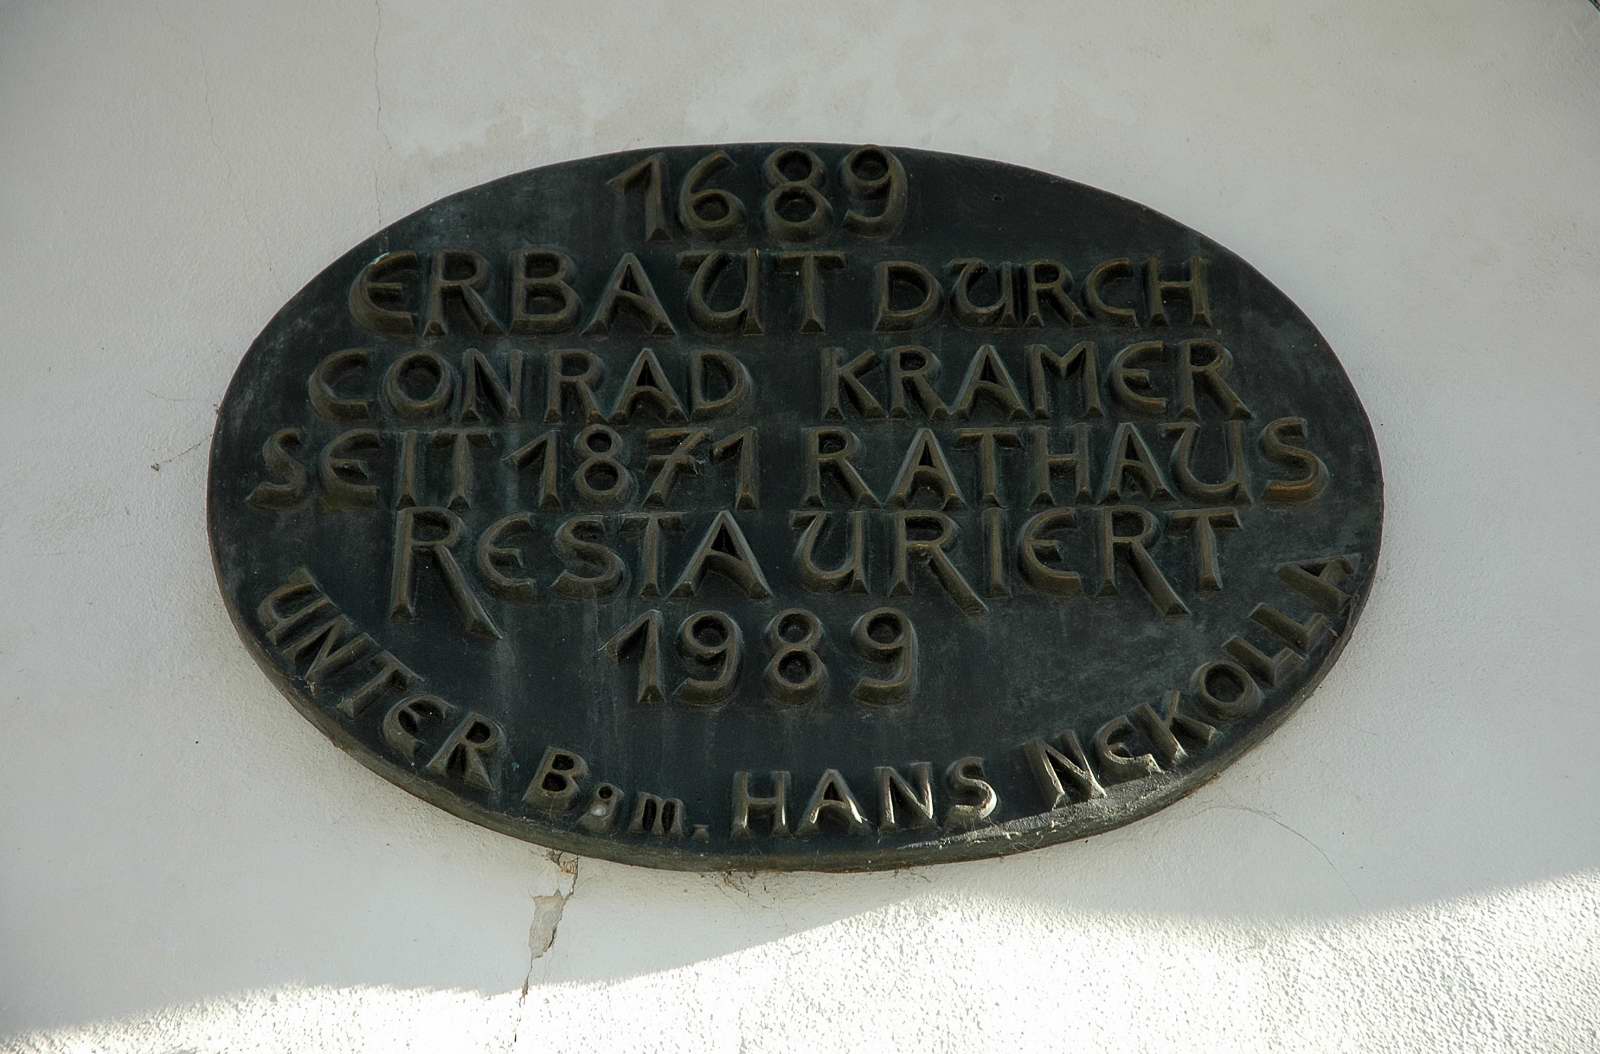 1689
ERBAUT DURCH
CONRAD KRAMER
SEIT 1871 RATHAUS
RESTAURIERT
1989
UNTER Bgm. HANS NEKOLLA